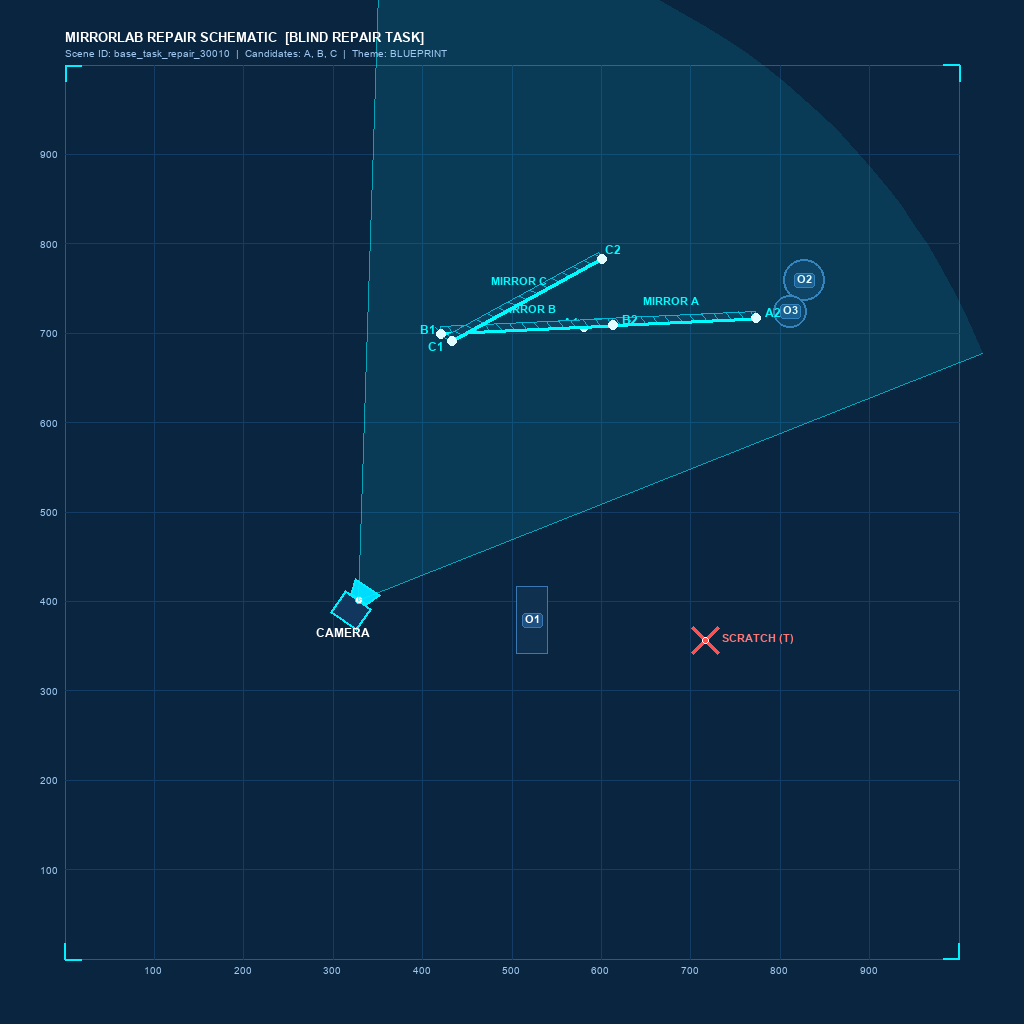 MIRRORLAB REPAIR SCHEMATIC [BLIND REPAIR TASK]
Scene ID: base_task_repair_30010 | Candidates: A, B, C | Theme: BLUEPRINT
900
800
700
600
500
400
300
200
100
C2
MIRROR C
O2
MIRROR A
RROR B
A2
O3
B2
B1
C1
CAMERA
O1
SCRATCH (T)
100
200
300
400
500
600
700
800
900